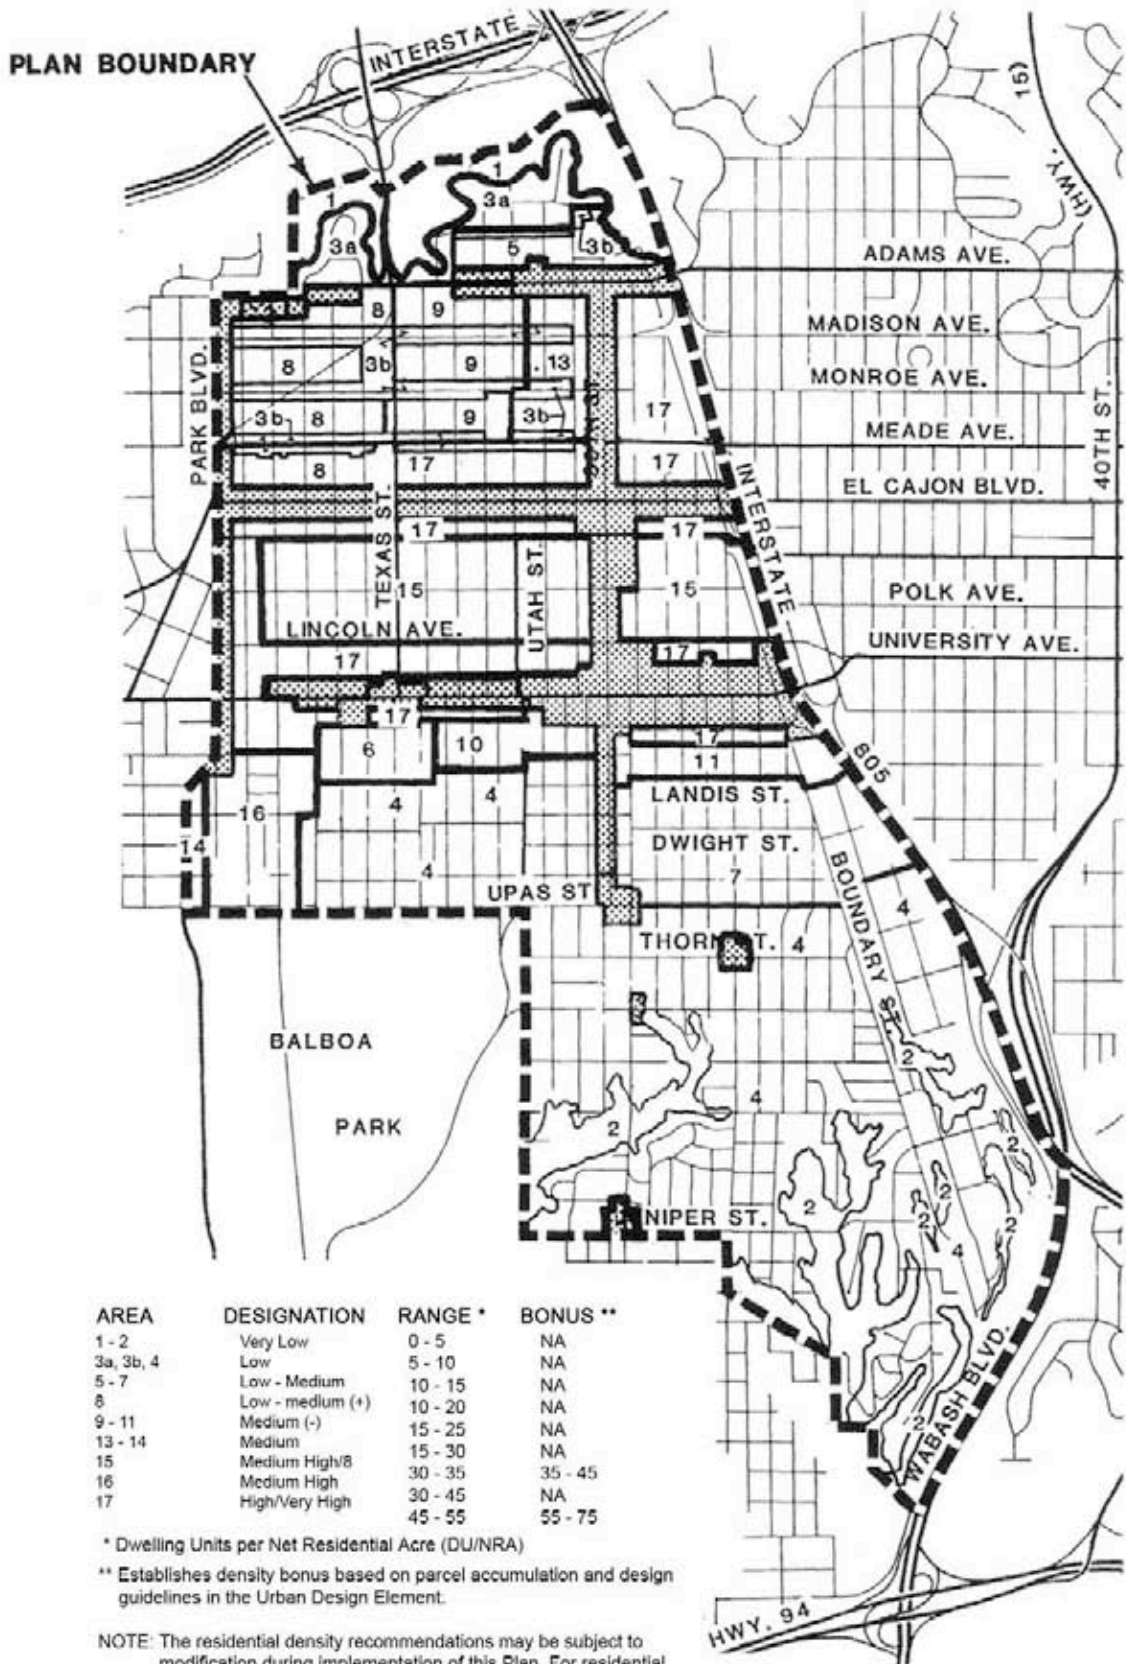 INTERSTATE
PLAN BOUNDARY
15)
(HWY.
1
1
3a
3a
5
3b
ADAMS AVE.
8
9
MADISON AVE.
PARK BLVD.
8
3b
9
13
MONROE AVE.
40TH ST.
3b
8
9
3b
17
MEADE AVE.
8
17
17
EL CAJON BLVD.
INTERSTATE
TEXAS ST.
17
UTAH ST.
17
15
15
POLK AVE.
LINCOLN AVE.
UNIVERSITY AVE.
17
17
17
17
6
10
11
805
LANDIS ST.
4
4
16
DWIGHT ST.
14
BOUNDARY ST.
4
7
UPAS ST
4
THORN ST.
4
BALBOA
2
4
PARK
2
2
2
2
NIPER ST.
2
2
4
WABASH BLVD.
2
HWY. 94
AREA DESIGNATION RANGE * BONUS **
1 - 2 Very Low 0 - 5 NA
3a, 3b, 4 Low 5 - 10 NA
5 - 7 Low - Medium 10 - 15 NA
8 Low - medium (+) 10 - 20 NA
9 - 11 Medium (-) 15 - 25 NA
13 - 14 Medium 15 - 30 NA
15 Medium High/8 30 - 35 35 - 45
16 Medium High 30 - 45 NA
17 High/Very High 45 - 55 55 - 75
* Dwelling Units per Net Residential Acre (DU/NRA)
** Establishes density bonus based on parcel accumulation and design
guidelines in the Urban Design Element.
NOTE: The residential density recommendations may be subject to
modification during implementation of this Plan. For residential